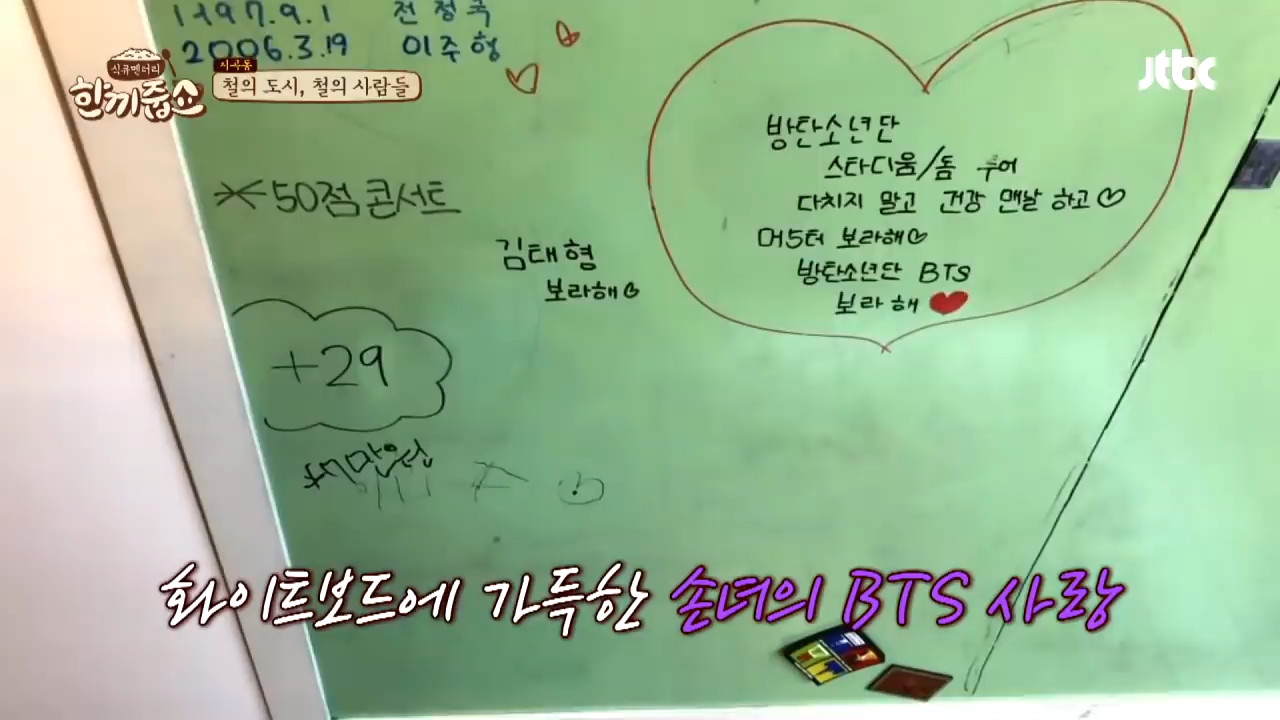 1997.9.1 전정국
2006.3.19 이주형
식큐멘터리
한끼줍쇼
지곡동
철의 도시, 철의 사람들
jtbc
50점 콘서트
김태형
보라해
방탄소년단
스타디움/돔 투어
다치지 말고 건강 맨날 하고
머5터 보라해
방탄소년단 BTS
보라해
+29
화이트보드에 가득한 손녀의 BTS 사랑